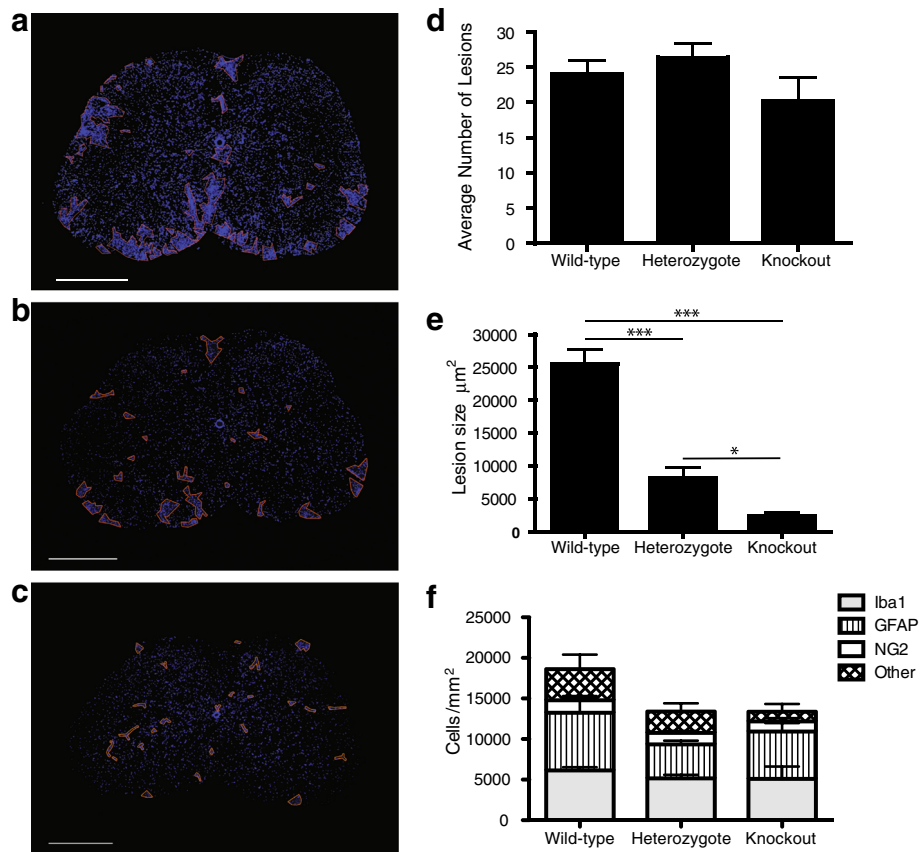 a
b
c
d
30
25
20
15
10
5
0
Average Number of Lesions
Wild-type Heterozygote Knockout
e
***
***
*
30000
25000
20000
15000
10000
5000
0
Lesion size µm²
Wild-type Heterozygote Knockout
f
25000
20000
15000
10000
5000
0
Cells/mm²
Wild-type Heterozygote Knockout
Iba1
GFAP
NG2
Other